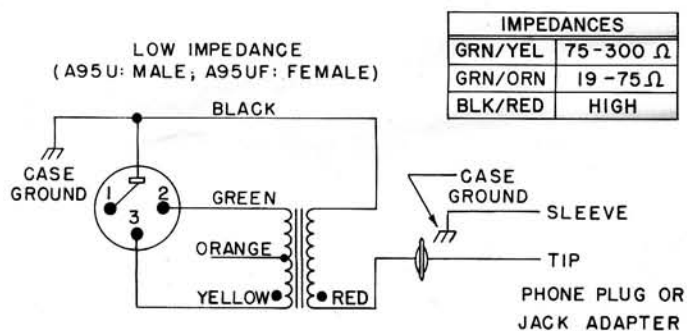 LOW IMPEDANCE
(A95U: MALE; A95UF: FEMALE)
IMPEDANCES
GRN/YEL 75-300 Ω
GRN/ORN 19-75Ω
BLK/RED HIGH
BLACK
CASE
GROUND
1 2
3
GREEN
ORANGE
YELLOW
RED
CASE
GROUND
SLEEVE
TIP
PHONE PLUG OR
JACK ADAPTER